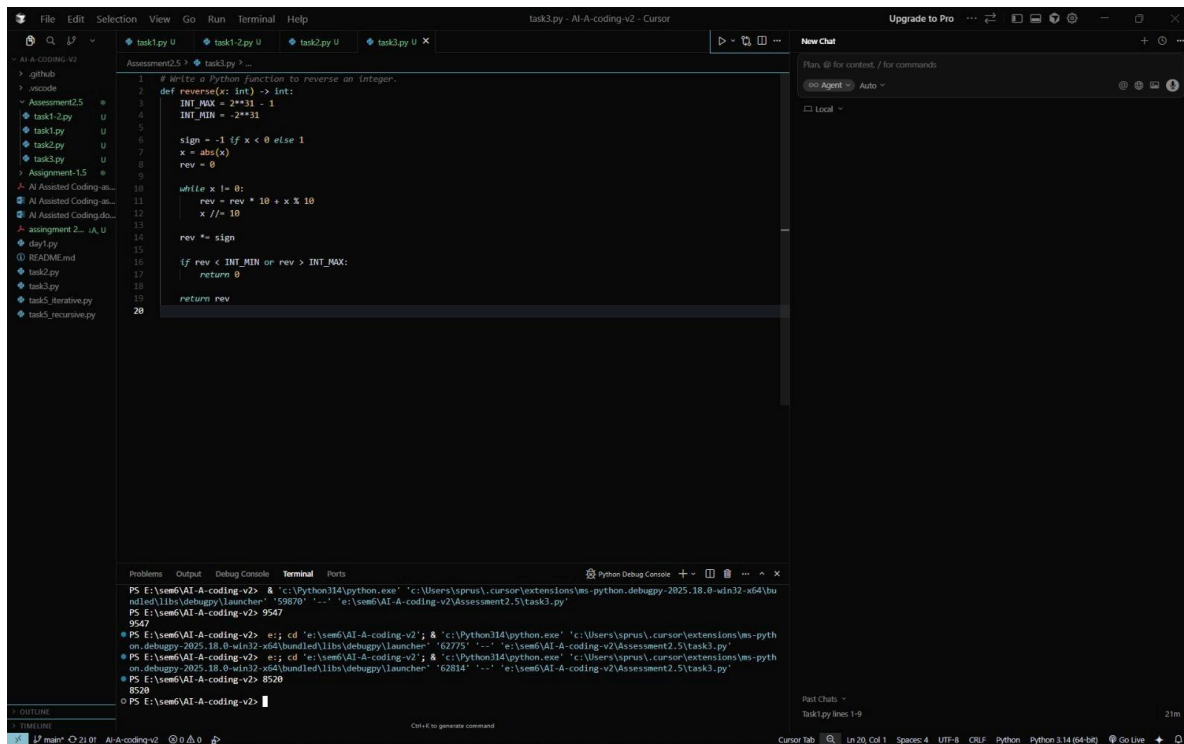 File Edit Selection View Go Run Terminal Help
task3.py - AI-A-coding-v2 - Cursor
Upgrade to Pro
AI-A-CODING-V2
.github
.vscode
Assessment2.5
task1-2.py U
task1.py U
task2.py U
task3.py U
Assignment-1.5
AI Assisted Coding-as...
AI Assisted Coding-as...
AI Assisted Coding.do...
assingment 2... ↓A, U
day1.py
README.md
task2.py
task3.py
task5_iterative.py
task5_recursive.py
OUTLINE
TIMELINE
task1.py U task1-2.py U task2.py U task3.py U
Assessment2.5 > task3.py > ...
1 # Write a Python function to reverse an integer.
2 def reverse(x: int) -> int:
3 INT_MAX = 2**31 - 1
4 INT_MIN = -2**31
5
6 sign = -1 if x < 0 else 1
7 x = abs(x)
8 rev = 0
9
10 while x != 0:
11 rev = rev * 10 + x % 10
12 x //= 10
13
14 rev *= sign
15
16 if rev < INT_MIN or rev > INT_MAX:
17 return 0
18
19 return rev
20
Problems Output Debug Console Terminal Ports
Python Debug Console
PS E:\sem6\AI-A-coding-v2> & 'c:\Python314\python.exe' 'c:\Users\sprus\.cursor\extensions\ms-python.debugpy-2025.18.0-win32-x64\bu
ndled\libs\debugpy\launcher' '59870' '--' 'e:\sem6\AI-A-coding-v2\Assessment2.5\task3.py'
PS E:\sem6\AI-A-coding-v2> 9547
9547
PS E:\sem6\AI-A-coding-v2> e:; cd 'e:\sem6\AI-A-coding-v2'; & 'c:\Python314\python.exe' 'c:\Users\sprus\.cursor\extensions\ms-pyth
on.debugpy-2025.18.0-win32-x64\bundled\libs\debugpy\launcher' '62775' '--' 'e:\sem6\AI-A-coding-v2\Assessment2.5\task3.py'
PS E:\sem6\AI-A-coding-v2> e:; cd 'e:\sem6\AI-A-coding-v2'; & 'c:\Python314\python.exe' 'c:\Users\sprus\.cursor\extensions\ms-pyth
on.debugpy-2025.18.0-win32-x64\bundled\libs\debugpy\launcher' '62814' '--' 'e:\sem6\AI-A-coding-v2\Assessment2.5\task3.py'
PS E:\sem6\AI-A-coding-v2> 8520
8520
PS E:\sem6\AI-A-coding-v2>
Ctrl+K to generate command
New Chat
Plan, @ for context, / for commands
Agent Auto
Local
Past Chats
Task1.py lines 1-9 21m
main* 2↓ 0↑ AI-A-coding-v2 0 0 Cursor Tab Ln 20, Col 1 Spaces: 4 UTF-8 CRLF Python Python 3.14 (64-bit) Go Live